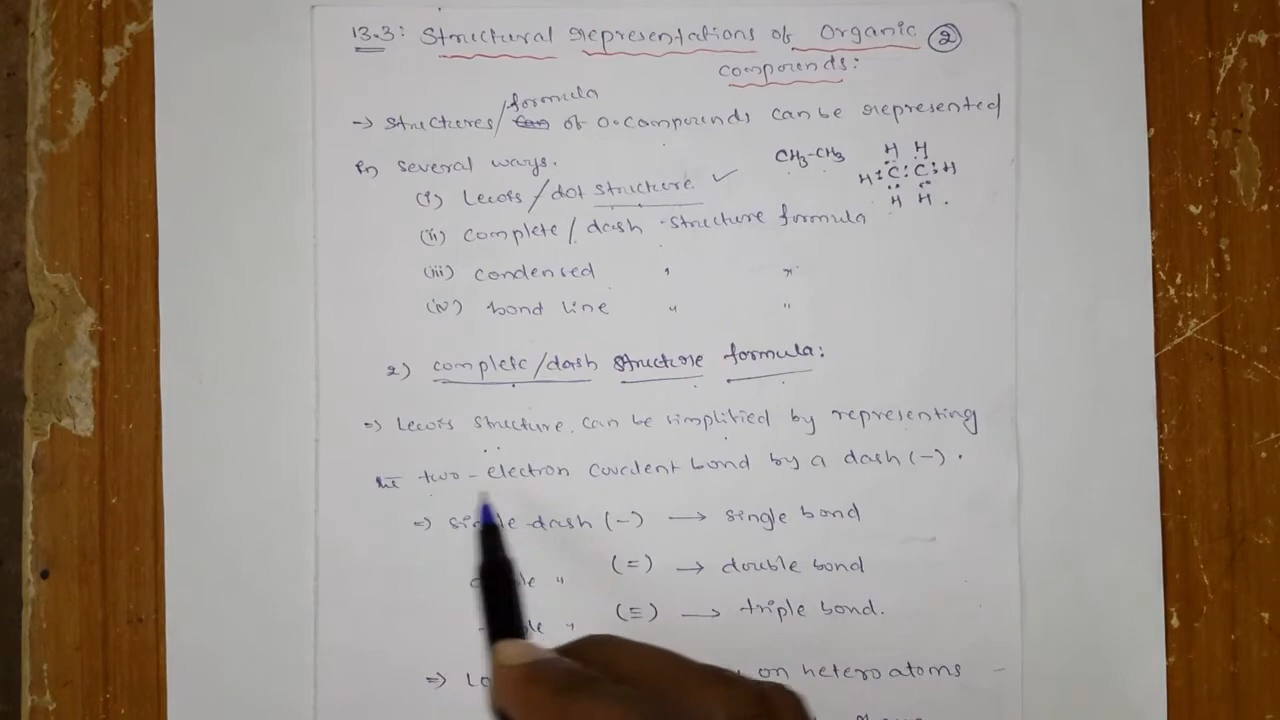 13.3: Structural representations of Organic ②
compounds:
→ structures/formula of O.compounds can be represented
in several ways.
CH3-CH3
H H
H:C:C:H
H H
(i) Lewis/dot structure ✓
(ii) complete/dash structure formula
(iii) condensed " "
(iv) bond line " "
2) complete/dash structure formula:
⇒ Lewis structure can be simplified by representing
the two-electron covalent bond by a dash (-).
⇒ single dash (-) → single bond
" (=) → double bond
" (≡) → triple bond.
⇒ on heteroatoms